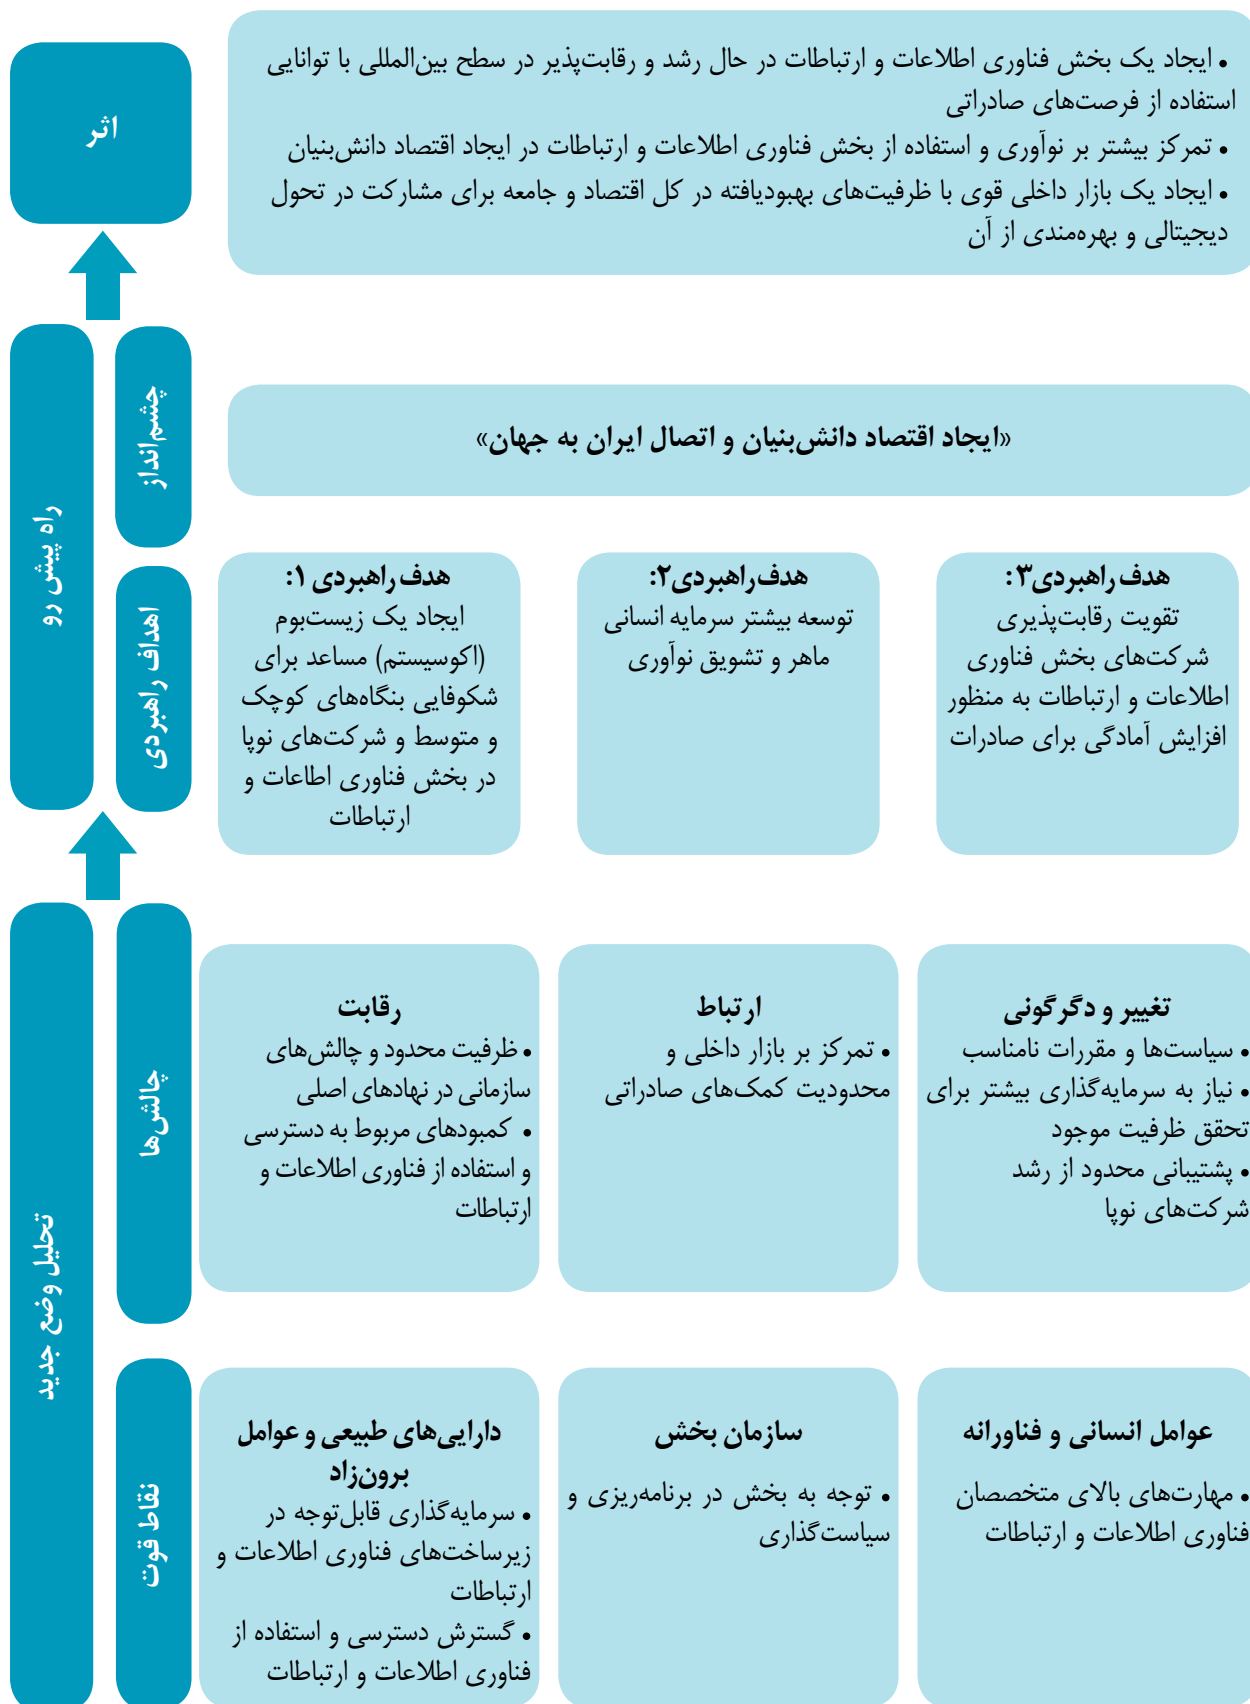 اثر
• ایجاد یک بخش فناوری اطلاعات و ارتباطات در حال رشد و رقابت‌پذیر در سطح بین‌المللی با توانایی
استفاده از فرصت‌های صادراتی
• تمرکز بیشتر بر نوآوری و استفاده از بخش فناوری اطلاعات و ارتباطات در ایجاد اقتصاد دانش‌بنیان
• ایجاد یک بازار داخلی قوی با ظرفیت‌های بهبودیافته در کل اقتصاد و جامعه برای مشارکت در تحول
دیجیتالی و بهره‌مندی از آن
راه پیش رو
چشم‌انداز
«ایجاد اقتصاد دانش‌بنیان و اتصال ایران به جهان»
اهداف راهبردی
هدف راهبردی ۳:
تقویت رقابت‌پذیری
شرکت‌های بخش فناوری
اطلاعات و ارتباطات به منظور
افزایش آمادگی برای صادرات
هدف‌راهبردی۲:
توسعه بیشتر سرمایه انسانی
ماهر و تشویق نوآوری
هدف راهبردی ۱:
ایجاد یک زیست‌بوم
(اکوسیستم) مساعد برای
شکوفایی بنگاه‌های کوچک
و متوسط و شرکت‌های نوپا
در بخش فناوری اطاعات و
ارتباطات
تحلیل وضع جدید
چالش‌ها
تغییر و دگرگونی
• سیاست‌ها و مقررات نامناسب
• نیاز به سرمایه‌گذاری بیشتر برای
تحقق ظرفیت موجود
• پشتیبانی محدود از رشد
شرکت‌های نوپا
ارتباط
• تمرکز بر بازار داخلی و
محدودیت کمک‌های صادراتی
رقابت
• ظرفیت محدود و چالش‌های
سازمانی در نهادهای اصلی
• کمبودهای مربوط به دسترسی
و استفاده از فناوری اطلاعات و
ارتباطات
نقاط قوت
عوامل انسانی و فناورانه
• مهارت‌های بالای متخصصان
فناوری اطلاعات و ارتباطات
سازمان بخش
• توجه به بخش در برنامه‌ریزی و
سیاست‌گذاری
دارایی‌های طبیعی و عوامل
برون‌زاد
• سرمایه‌گذاری قابل‌توجه در
زیرساخت‌های فناوری اطلاعات و
ارتباطات
• گسترش دسترسی و استفاده از
فناوری اطلاعات و ارتباطات